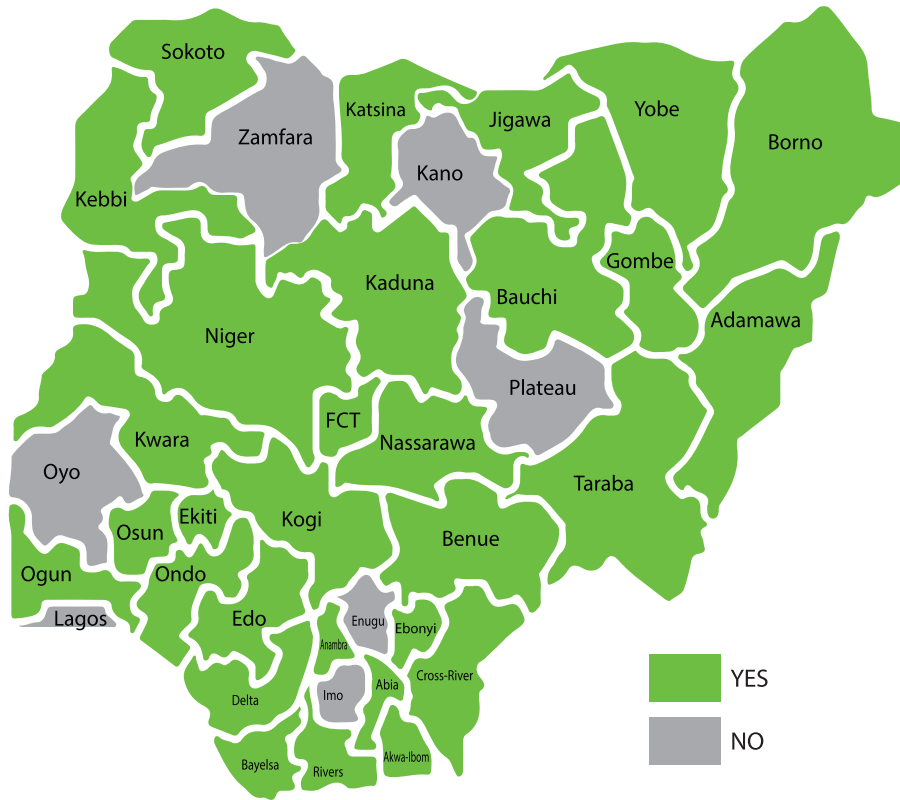 Sokoto
Zamfara
Katsina
Jigawa
Yobe
Borno
Kano
Kebbi
Gombe
Kaduna
Bauchi
Adamawa
Niger
Plateau
FCT
Kwara
Nassarawa
Oyo
Taraba
Ekiti
Kogi
Osun
Benue
Ogun
Ondo
Lagos
Edo
Enugu
Ebonyi
Anambra
Cross-River
Abia
Imo
Delta
YES
NO
Akwa-Ibom
Bayelsa
Rivers